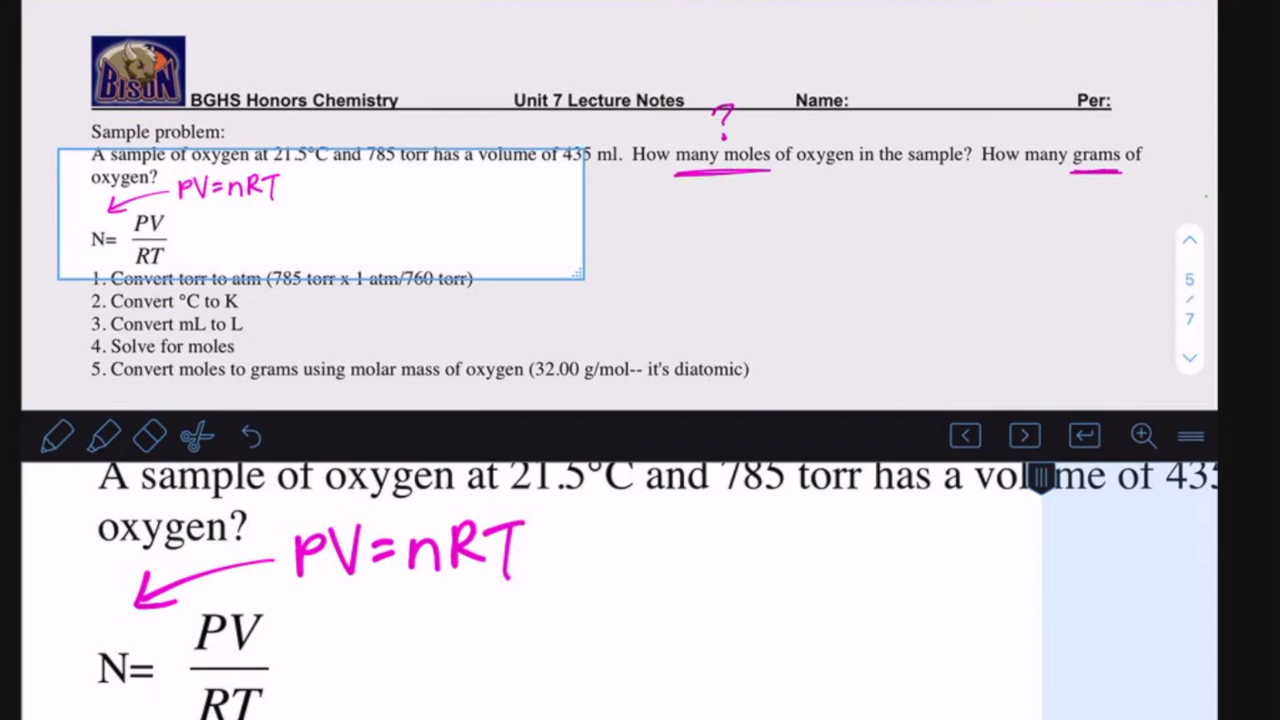 BISON
BGHS Honors Chemistry Unit 7 Lecture Notes Name: Per:
?
Sample problem:
A sample of oxygen at 21.5°C and 785 torr has a volume of 435 ml. How many moles of oxygen in the sample? How many grams of
oxygen?
PV=nRT
N= PV
RT
1. Convert torr to atm (785 torr x 1 atm/760 torr)
2. Convert °C to K
3. Convert mL to L
4. Solve for moles
5. Convert moles to grams using molar mass of oxygen (32.00 g/mol-- it's diatomic)
5
/
7
A sample of oxygen at 21.5°C and 785 torr has a volume of 435
oxygen?
PV=nRT
N= PV
RT